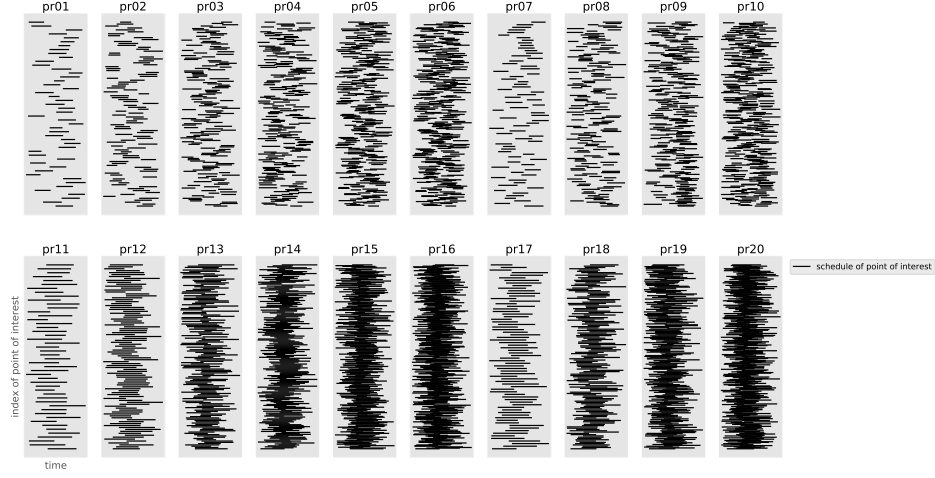 pr01 pr02 pr03 pr04 pr05 pr06 pr07 pr08 pr09 pr10
pr11 pr12 pr13 pr14 pr15 pr16 pr17 pr18 pr19 pr20
schedule of point of interest
index of point of interest
time